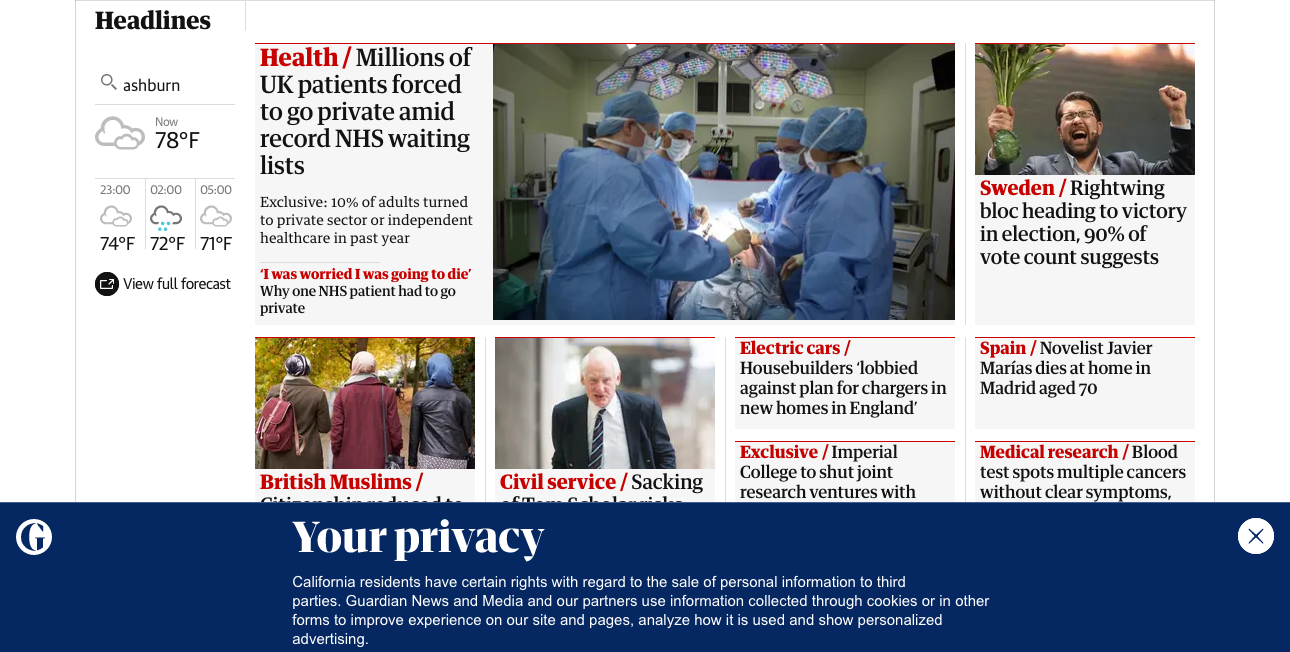 Headlines
ashburn
Now
78°F
23:00
02:00
05:00
74°F
72°F
71°F
View full forecast
Health / Millions of
UK patients forced
to go private amid
record NHS waiting
lists
Exclusive: 10% of adults turned
to private sector or independent
healthcare in past year
‘I was worried I was going to die’
Why one NHS patient had to go
private
Sweden / Rightwing
bloc heading to victory
in election, 90% of
vote count suggests
British Muslims /
Citizenship reduced to
Civil service / Sacking
of Tom Scholar risks
Electric cars /
Housebuilders ‘lobbied
against plan for chargers in
new homes in England’
Exclusive / Imperial
College to shut joint
research ventures with
Spain / Novelist Javier
Marías dies at home in
Madrid aged 70
Medical research / Blood
test spots multiple cancers
without clear symptoms,
Your privacy
California residents have certain rights with regard to the sale of personal information to third
parties. Guardian News and Media and our partners use information collected through cookies or in other
forms to improve experience on our site and pages, analyze how it is used and show personalized
advertising.